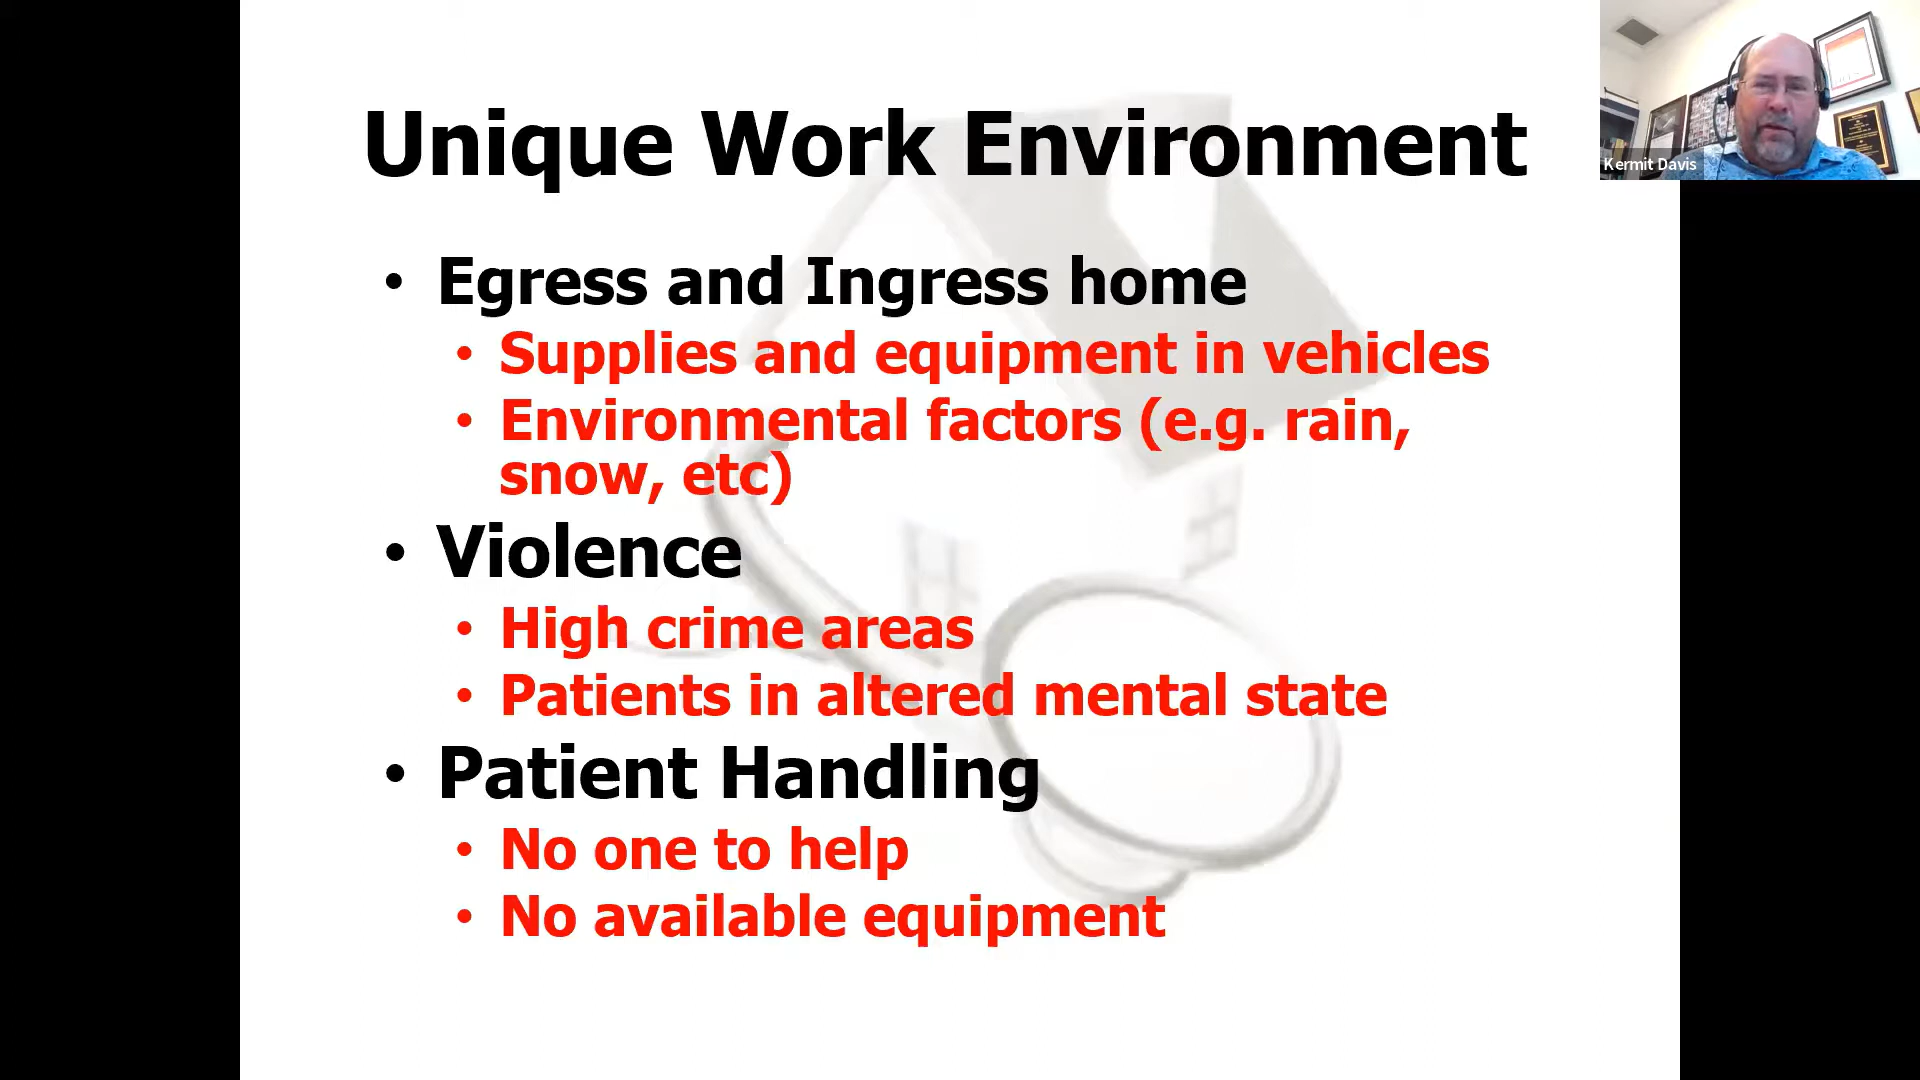 Unique Work Environment
Kermit Davis
• Egress and Ingress home
• Supplies and equipment in vehicles
• Environmental factors (e.g. rain,
snow, etc)
• Violence
• High crime areas
• Patients in altered mental state
• Patient Handling
• No one to help
• No available equipment